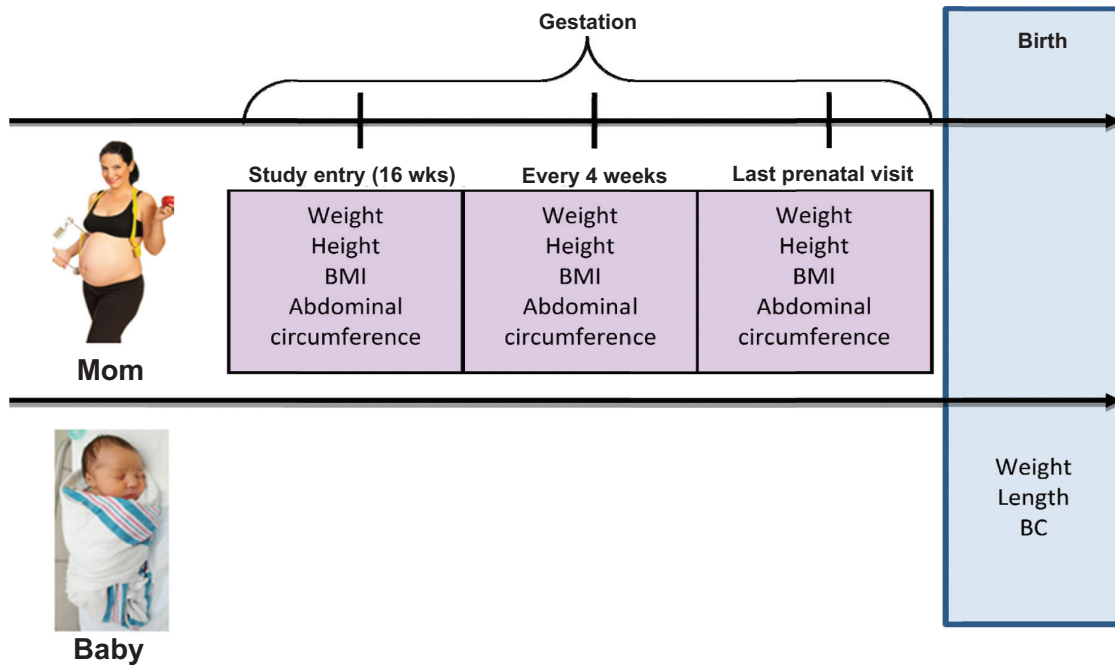 Gestation
Birth
Study entry (16 wks)
Every 4 weeks
Last prenatal visit
Weight
Height
BMI
Abdominal
circumference
Weight
Height
BMI
Abdominal
circumference
Weight
Height
BMI
Abdominal
circumference
Mom
Weight
Length
BC
Baby